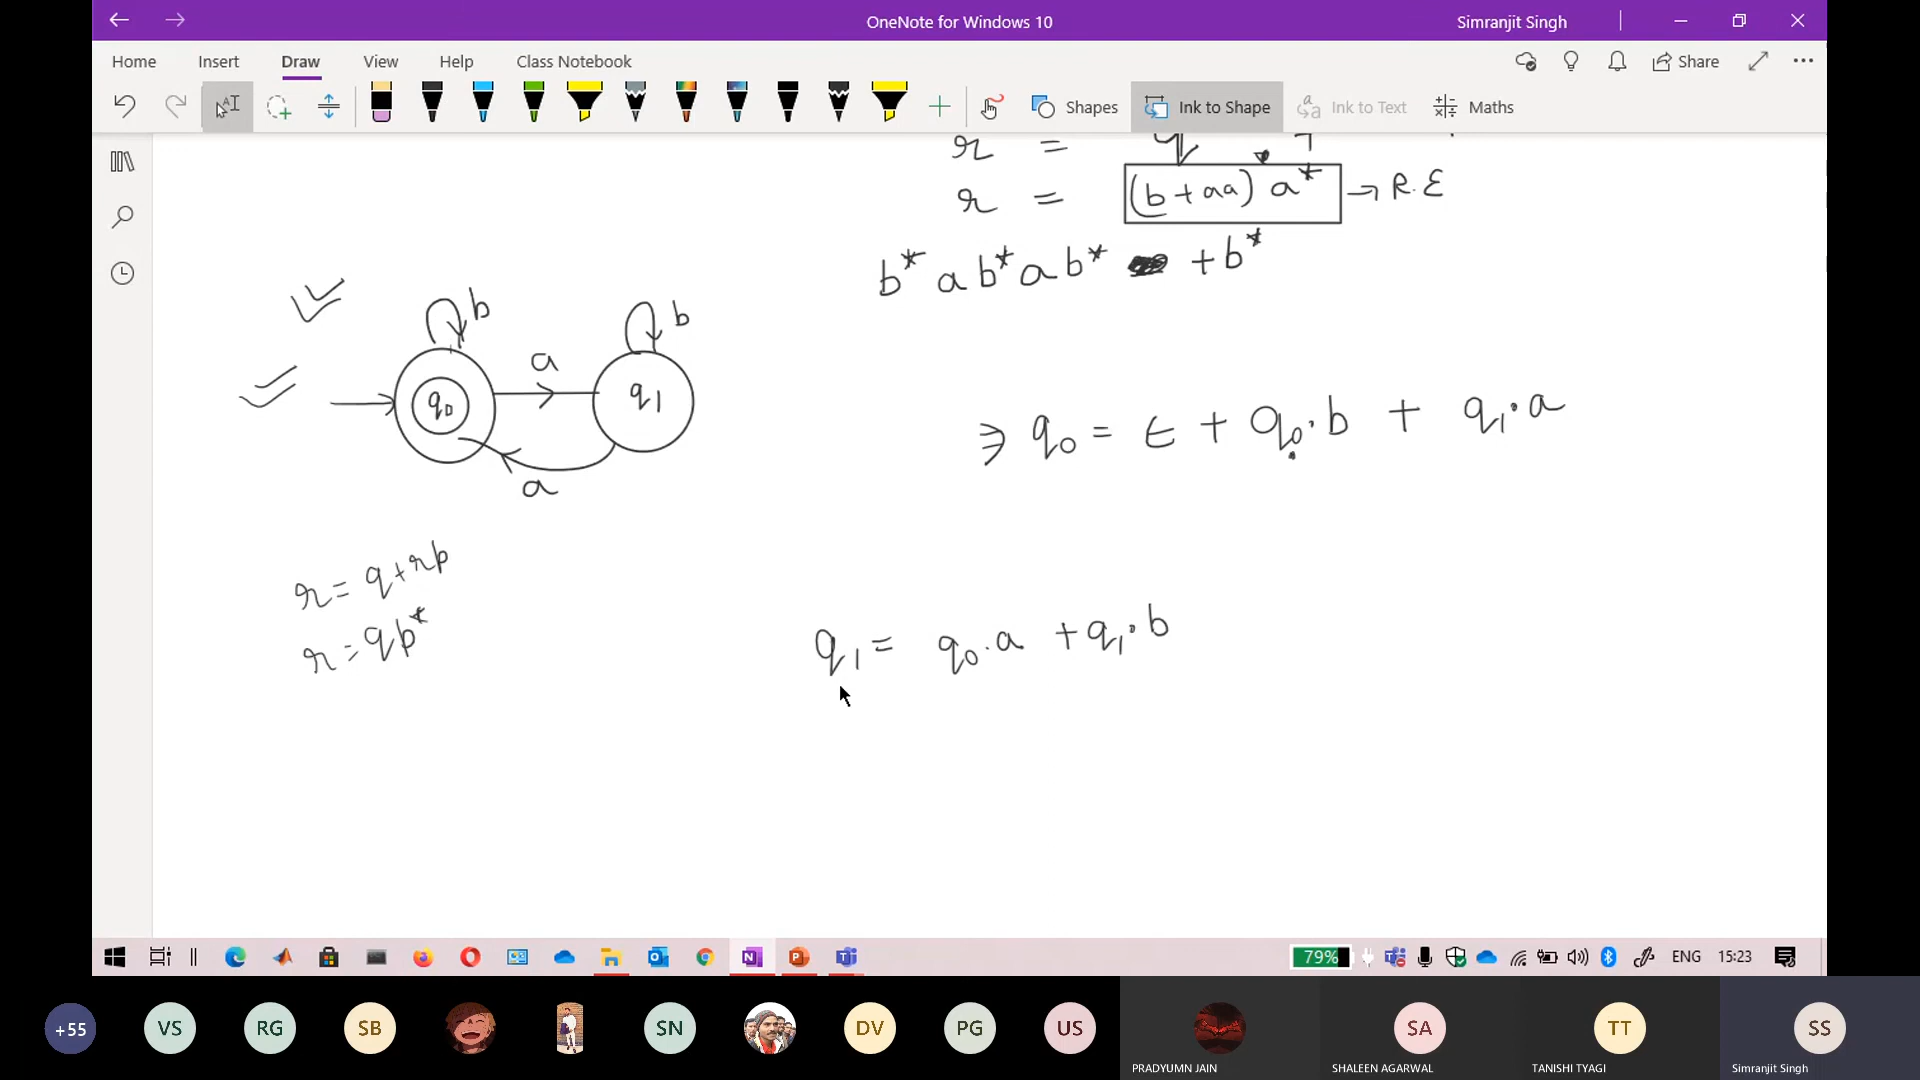 OneNote for Windows 10
Simranjit Singh
Home Insert Draw View Help Class Notebook
Share
Shapes Ink to Shape Ink to Text Maths
r = q
r = (b+aa) a* → R.E
b* a b* a b* + b*
b
b
a
q0
q1
a
⇒ q0 = ε + q0.b + q1.a
r = q+rp
r = qp*
q1 = q0.a + q1.b
79%
ENG 15:23
+55 VS RG SB SN DV PG US SA TT SS
PRADYUMN JAIN SHALEEN AGARWAL TANISHI TYAGI Simranjit Singh